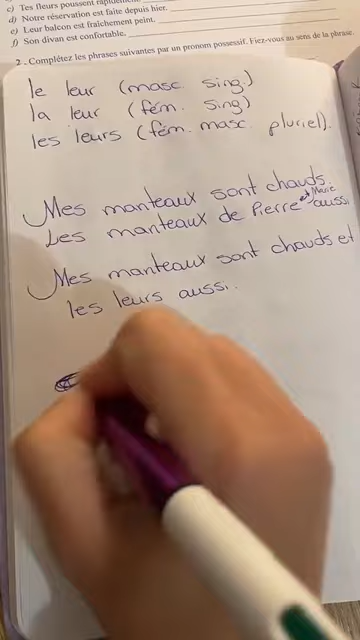 c) Tes fleurs poussent rapidement.
d) Notre réservation est faite depuis hier.
e) Leur balcon est fraîchement peint.
f) Son divan est confortable.
2. Complétez les phrases suivantes par un pronom possessif. Fiez-vous au sens de la phrase.
le leur (masc. sing.)
la leur (fém. sing)
les leurs (fém. masc. pluriel).
Mes manteaux sont chauds.
Les manteaux de Pierre et Marie aussi
Mes manteaux sont chauds et
les leurs aussi.